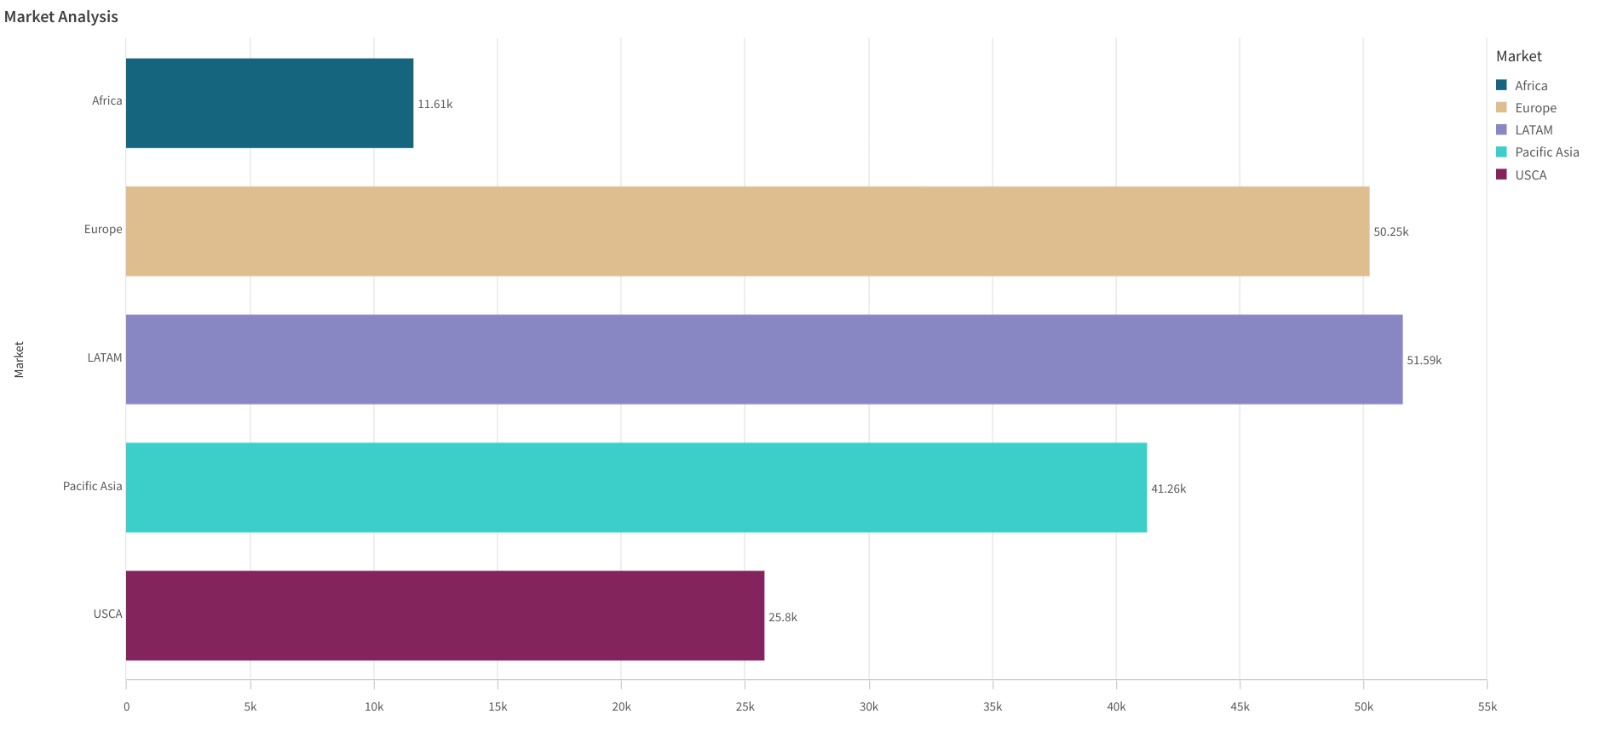 Market Analysis
Market
Africa
Europe
LATAM
Pacific Asia
USCA
Africa
11.61k
Europe
50.25k
LATAM
51.59k
Pacific Asia
41.26k
USCA
25.8k
Market
0 5k 10k 15k 20k 25k 30k 35k 40k 45k 50k 55k